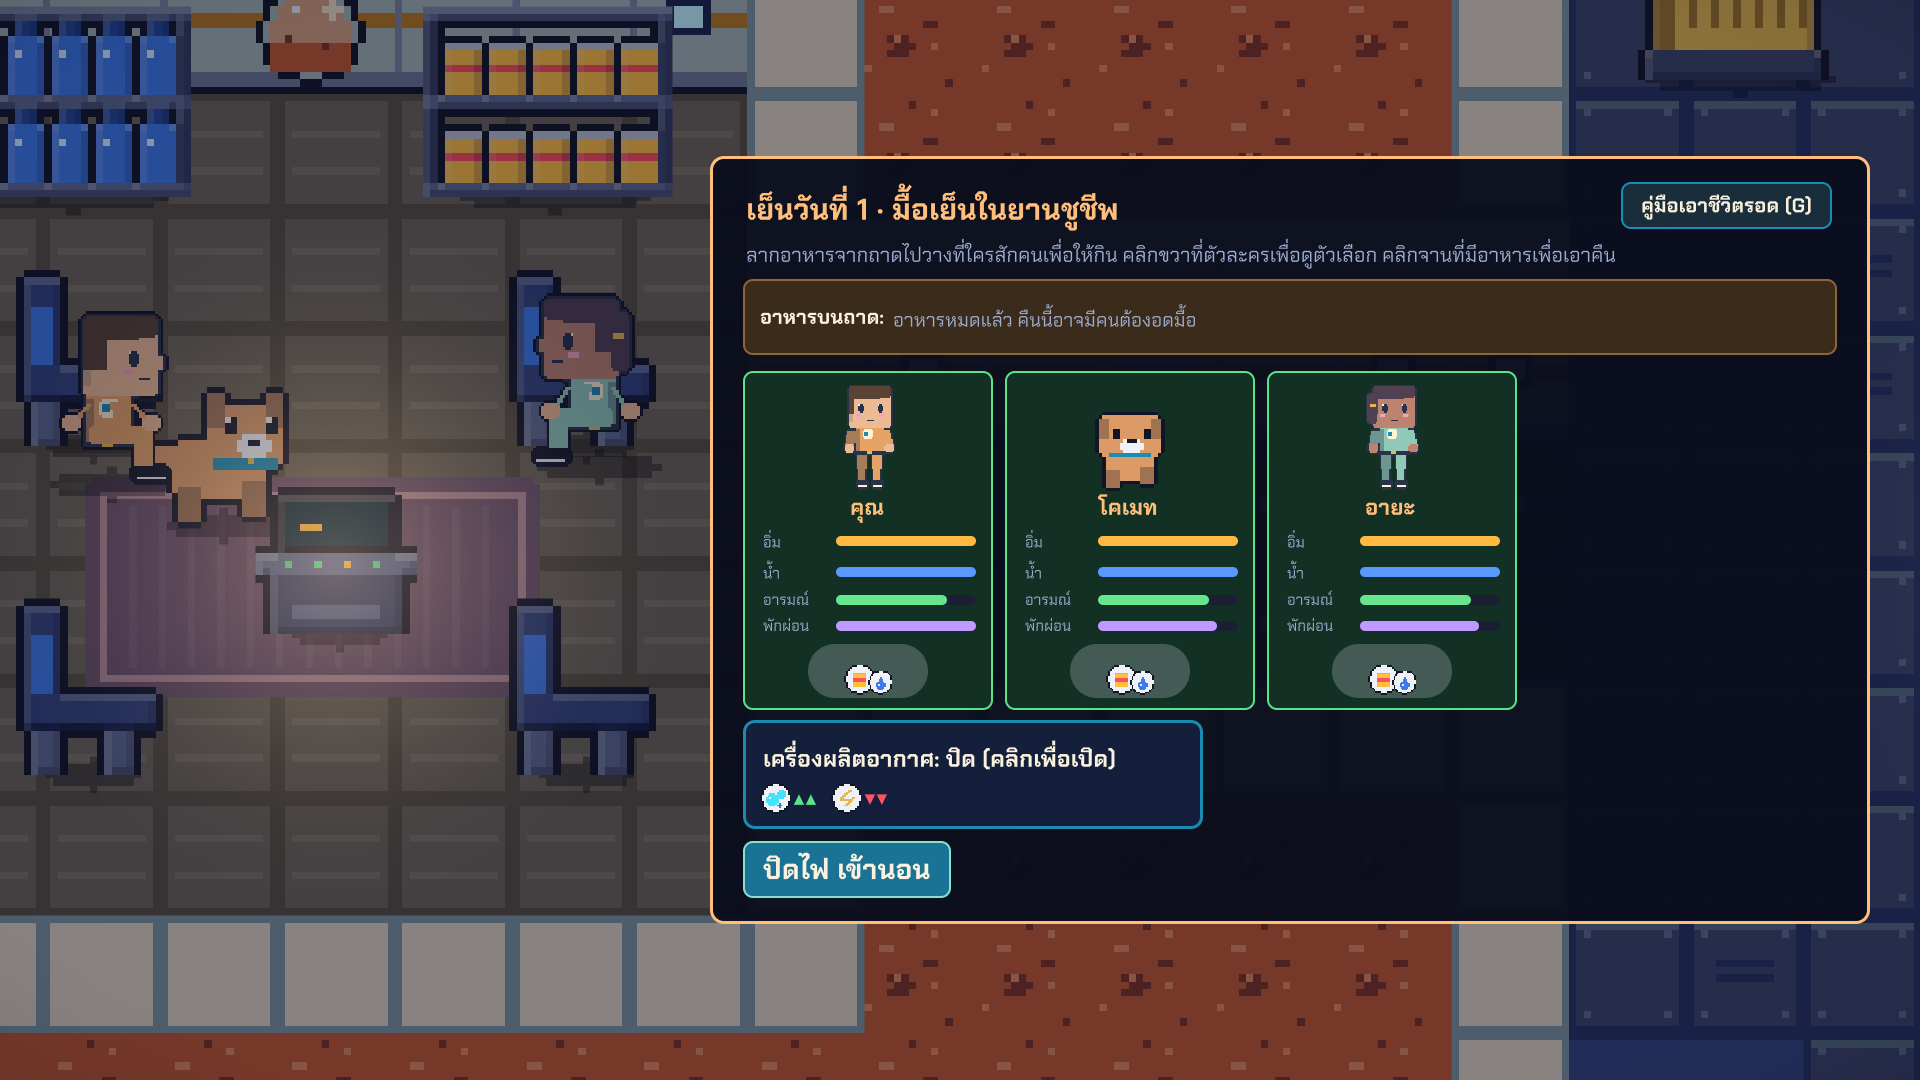 เย็นวันที่ 1 · มื้อเย็นในยานชูชีพ
คู่มือเอาชีวิตรอด (G)
ลากอาหารจากถาดไปวางที่ใครสักคนเพื่อให้กิน คลิกขวาที่ตัวละครเพื่อดูตัวเลือก คลิกจานที่มีอาหารเพื่อเอาคืน
อาหารบนถาด: อาหารหมดแล้ว คืนนี้อาจมีคนต้องอดมื้อ
คุณ
อิ่ม
น้ำ
อารมณ์
พักผ่อน
โคเมท
อิ่ม
น้ำ
อารมณ์
พักผ่อน
อายะ
อิ่ม
น้ำ
อารมณ์
พักผ่อน
เครื่องผลิตอากาศ: ปิด (คลิกเพื่อเปิด)
ปิดไฟ เข้านอน